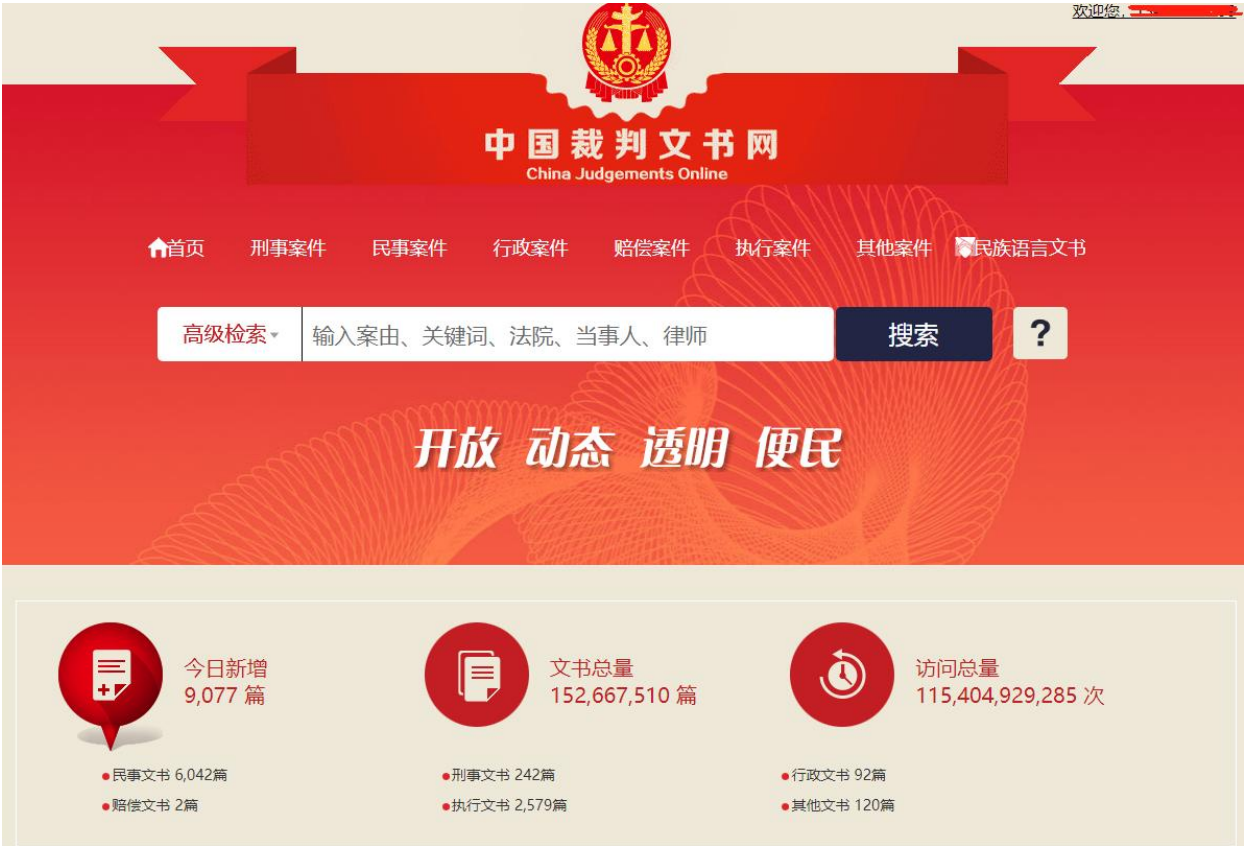 欢迎您,
中国裁判文书网
China Judgements Online
首页 刑事案件 民事案件 行政案件 赔偿案件 执行案件 其他案件 民族语言文书
高级检索 输入案由、关键词、法院、当事人、律师 搜索 ?
开放 动态 透明 便民
今日新增
9,077 篇
文书总量
152,667,510 篇
访问总量
115,404,929,285 次
民事文书 6,042篇 刑事文书 242篇 行政文书 92篇
赔偿文书 2篇 执行文书 2,579篇 其他文书 120篇